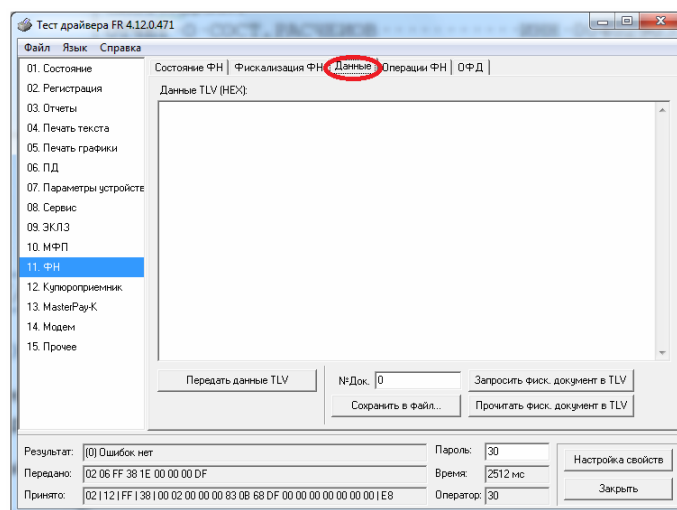 Тест драйвера FR 4.12.0.471
Файл Язык Справка
01. Состояние
02. Регистрация
03. Отчеты
04. Печать текста
05. Печать графики
06. ПД
07. Параметры устройств
08. Сервис
09. ЭКЛЗ
10. МФП
11. ФН
12. Купюроприемник
13. MasterPay-K
14. Модем
15. Прочее
Состояние ФН Фискализация ФН Данные Операции ФН ОФД
Данные TLV (HEX):
Передать данные TLV
№Док. 0
Запросить фиск. документ в TLV
Сохранить в файл...
Прочитать фиск. документ в TLV
Результат: (0) Ошибок нет
Пароль: 30
Настройка свойств
Передано: 02 06 FF 38 1E 00 00 00 DF
Время: 2512 мс
Принято: 02 | 12 | FF | 38 | 00 02 00 00 00 83 0B 68 DF 00 00 00 00 00 00 00 | E8
Оператор: 30
Закрыть